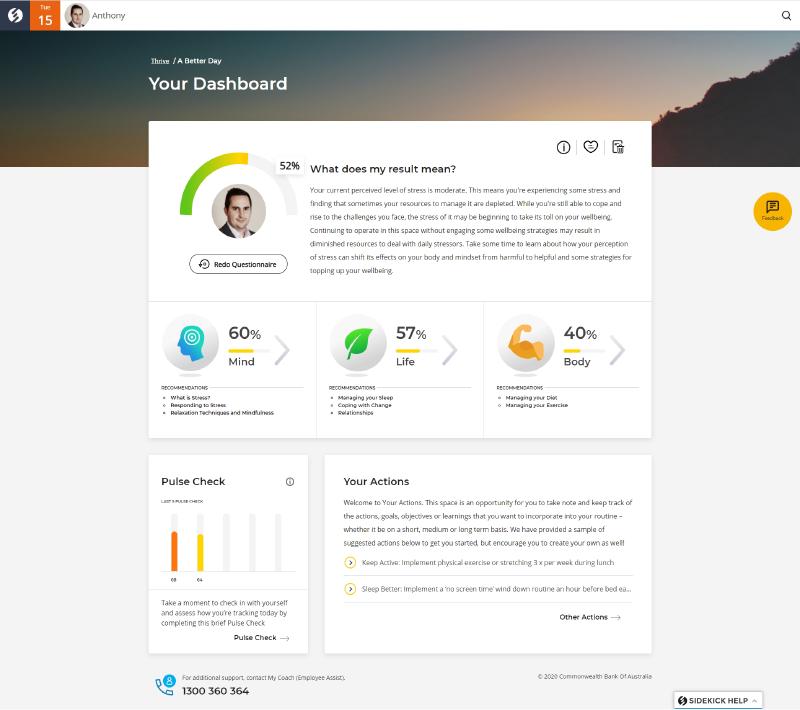 Tue
15
Anthony
Thrive / A Better Day
Your Dashboard
52%
What does my result mean?
Your current perceived level of stress is moderate. This means you're experiencing some stress and
finding that sometimes your resources to manage it are depleted. While you're still able to cope and
rise to the challenges you face, the stress of it may be beginning to take its toll on your wellbeing.
Continuing to operate in this space without engaging some wellbeing strategies may result in
diminished resources to deal with daily stressors. Take some time to learn about how your perception
of stress can shift its effects on your body and mindset from harmful to helpful and some strategies for
topping up your wellbeing.
Redo Questionnaire
Feedback
60%
Mind
RECOMMENDATIONS
What is Stress?
Responding to Stress
Relaxation Techniques and Mindfulness
57%
Life
RECOMMENDATIONS
Managing your Sleep
Coping with Change
Relationships
40%
Body
RECOMMENDATIONS
Managing your Diet
Managing your Exercise
Pulse Check
LAST 5 PULSE CHECK
68 64
Take a moment to check in with yourself
and assess how you're tracking today by
completing this brief Pulse Check
Pulse Check
Your Actions
Welcome to Your Actions. This space is an opportunity for you to take note and keep track of
the actions, goals, objectives or learnings that you want to incorporate into your routine –
whether it be on a short, medium or long term basis. We have provided a sample of
suggested actions below to get you started, but encourage you to create your own as well!
Keep Active: Implement physical exercise or stretching 3 x per week during lunch
Sleep Better: Implement a 'no screen time' wind down routine an hour before bed ea...
Other Actions
For additional support, contact My Coach (Employee Assist).
1300 360 364
© 2020 Commonwealth Bank Of Australia
SIDEKICK HELP